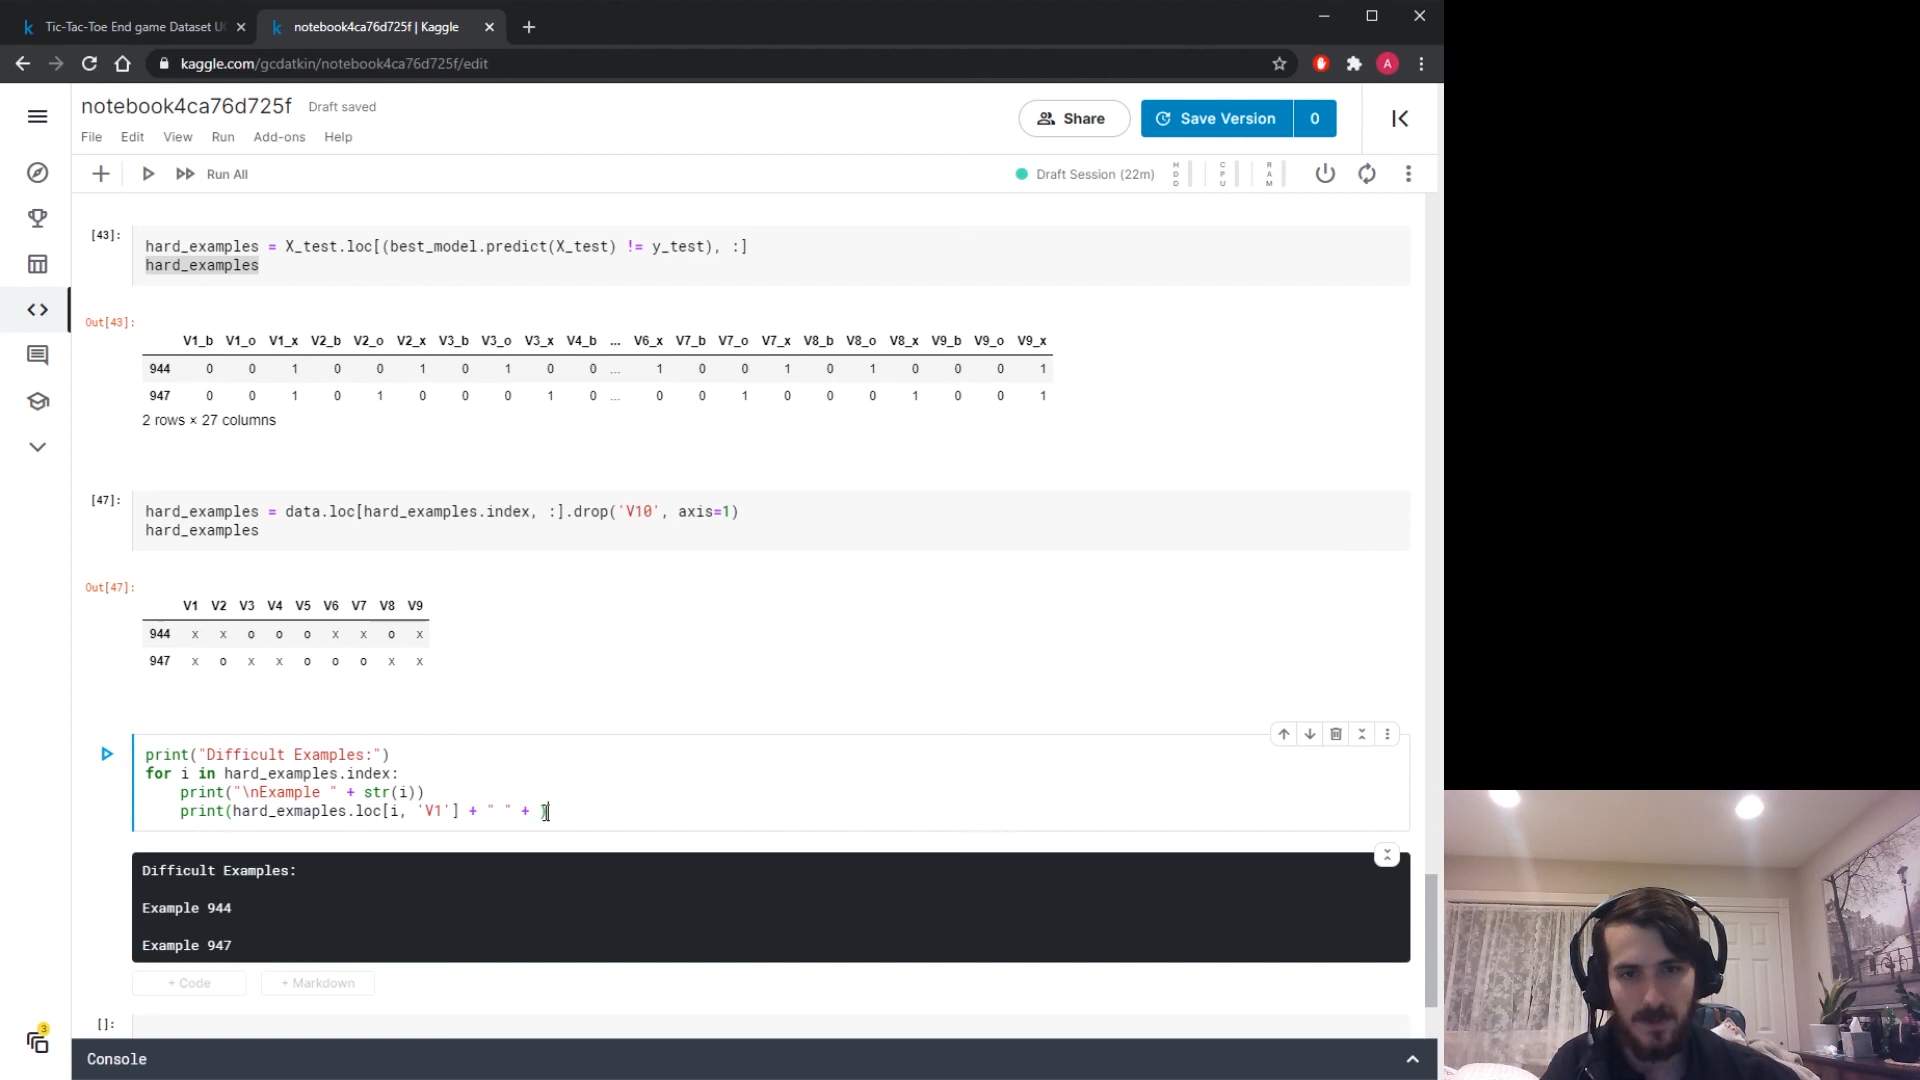 Tic-Tac-Toe End game Dataset U
notebook4ca76d725f | Kaggle
kaggle.com/gcdatkin/notebook4ca76d725f/edit
A
notebook4ca76d725f
Draft saved
Share
Save Version
0
File Edit View Run Add-ons Help
Run All
Draft Session (22m)
HDD
CPU
RAM
[43]:
hard_examples = X_test.loc[(best_model.predict(X_test) != y_test), :]
hard_examples
Out[43]:
V1_b V1_o V1_x V2_b V2_o V2_x V3_b V3_o V3_x V4_b ... V6_x V7_b V7_o V7_x V8_b V8_o V8_x V9_b V9_o V9_x
944 0 0 1 0 0 1 0 1 0 0 ... 1 0 0 1 0 1 0 0 0 1
947 0 0 1 0 1 0 0 0 1 0 ... 0 0 1 0 0 0 1 0 0 1
2 rows × 27 columns
[47]:
hard_examples = data.loc[hard_examples.index, :].drop('V10', axis=1)
hard_examples
Out[47]:
V1 V2 V3 V4 V5 V6 V7 V8 V9
944 x x o o o x x o x
947 x o x x o o o x x
print("Difficult Examples:")
for i in hard_examples.index:
print("\nExample " + str(i))
print(hard_exmaples.loc[i, 'V1'] + " " + )
Difficult Examples:
Example 944
Example 947
+ Code
+ Markdown
[]:
3
Console